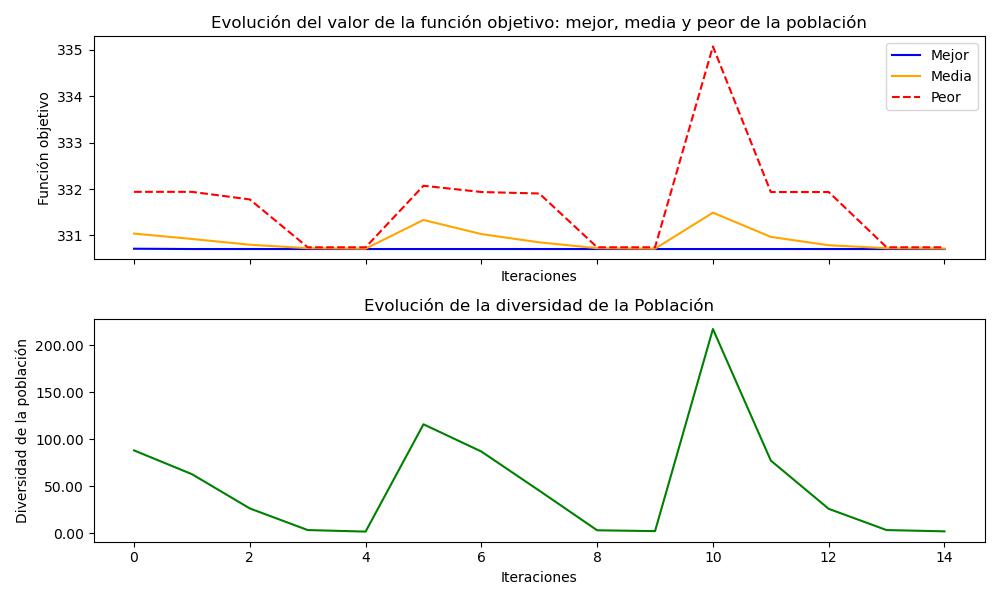 Evolución del valor de la función objetivo: mejor, media y peor de la población
335
334
333
332
331
Función objetivo
Mejor
Media
Peor
Iteraciones
Evolución de la diversidad de la Población
200.00
150.00
100.00
50.00
0.00
Diversidad de la población
0 2 4 6 8 10 12 14
Iteraciones